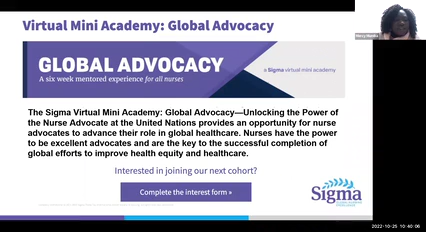 Virtual Mini Academy: Global Advocacy
GLOBAL ADVOCACY
A six week mentored experience for all nurses
a Sigma virtual mini academy
The Sigma Virtual Mini Academy: Global Advocacy—Unlocking the Power of
the Nurse Advocate at the United Nations provides an opportunity for nurse
advocates to advance their role in global healthcare. Nurses have the power
to be excellent advocates and are the key to the successful completion of
global efforts to improve health equity and healthcare.
Interested in joining our next cohort?
Complete the interest form »
Sigma
2022-10-25 10:40:06